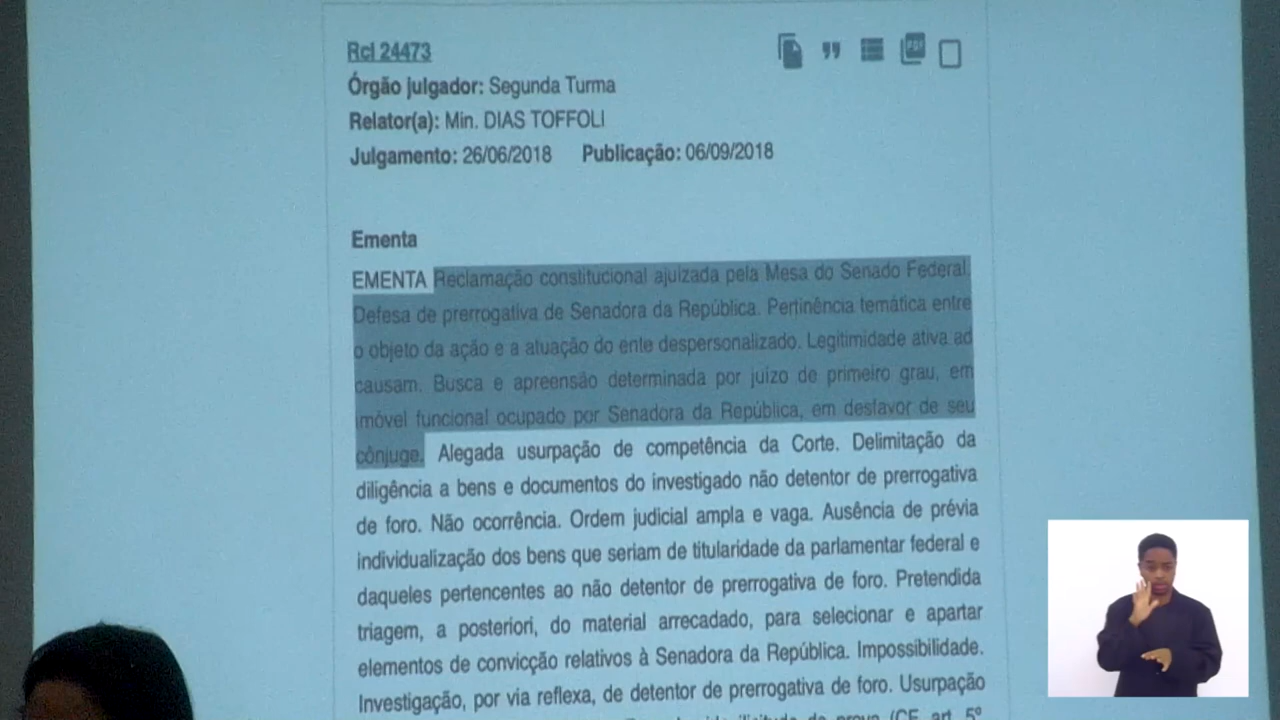 Rcl 24473
Órgão julgador: Segunda Turma
Relator(a): Min. DIAS TOFFOLI
Julgamento: 26/06/2018 Publicação: 06/09/2018
Ementa
EMENTA Reclamação constitucional ajuizada pela Mesa do Senado Federal.
Defesa de prerrogativa de Senadora da República. Pertinência temática entre
o objeto da ação e a atuação do ente despersonalizado. Legitimidade ativa ad
causam. Busca e apreensão determinada por juízo de primeiro grau, em
imóvel funcional ocupado por Senadora da República, em desfavor de seu
cônjuge. Alegada usurpação de competência da Corte. Delimitação da
diligência a bens e documentos do investigado não detentor de prerrogativa
de foro. Não ocorrência. Ordem judicial ampla e vaga. Ausência de prévia
individualização dos bens que seriam de titularidade da parlamentar federal e
daqueles pertencentes ao não detentor de prerrogativa de foro. Pretendida
triagem, a posteriori, do material arrecadado, para selecionar e apartar
elementos de convicção relativos à Senadora da República. Impossibilidade.
Investigação, por via reflexa, de detentor de prerrogativa de foro. Usurpação
de prova (CF, art. 5º